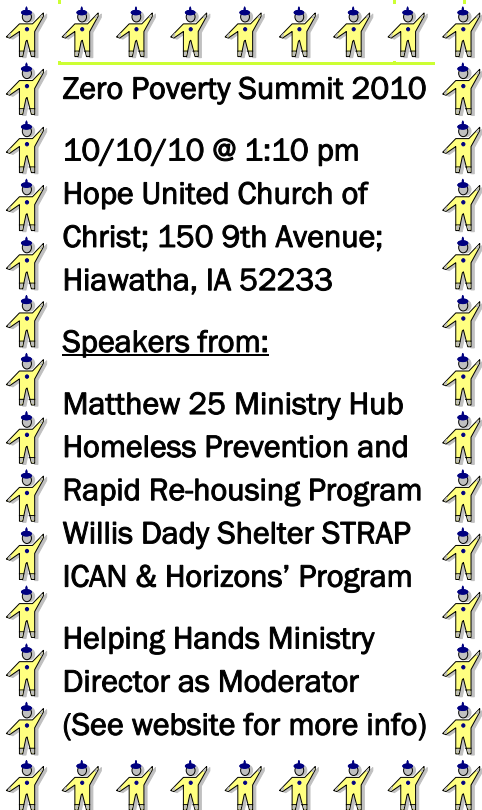 Zero Poverty Summit 2010
10/10/10 @ 1:10 pm
Hope United Church of
Christ; 150 9th Avenue;
Hiawatha, IA 52233
Speakers from:
Matthew 25 Ministry Hub
Homeless Prevention and
Rapid Re-housing Program
Willis Dady Shelter STRAP
ICAN & Horizons’ Program
Helping Hands Ministry
Director as Moderator
(See website for more info)